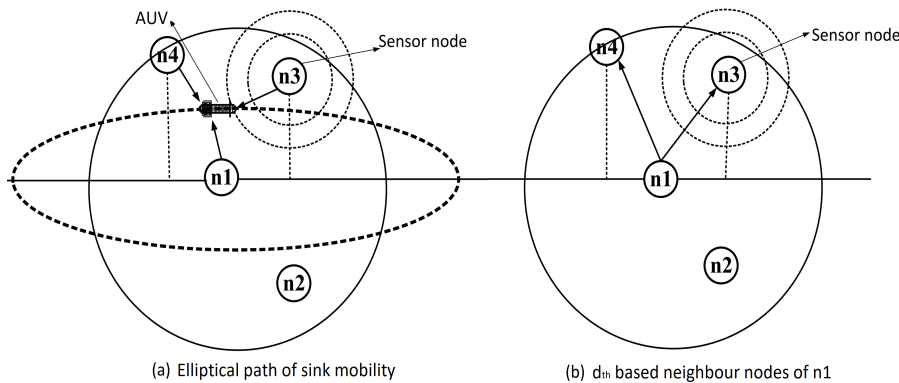 AUV
n4
n3
Sensor node
n1
n2
(a) Elliptical path of sink mobility
n4
n3
Sensor node
n1
n2
(b) dth based neighbour nodes of n1